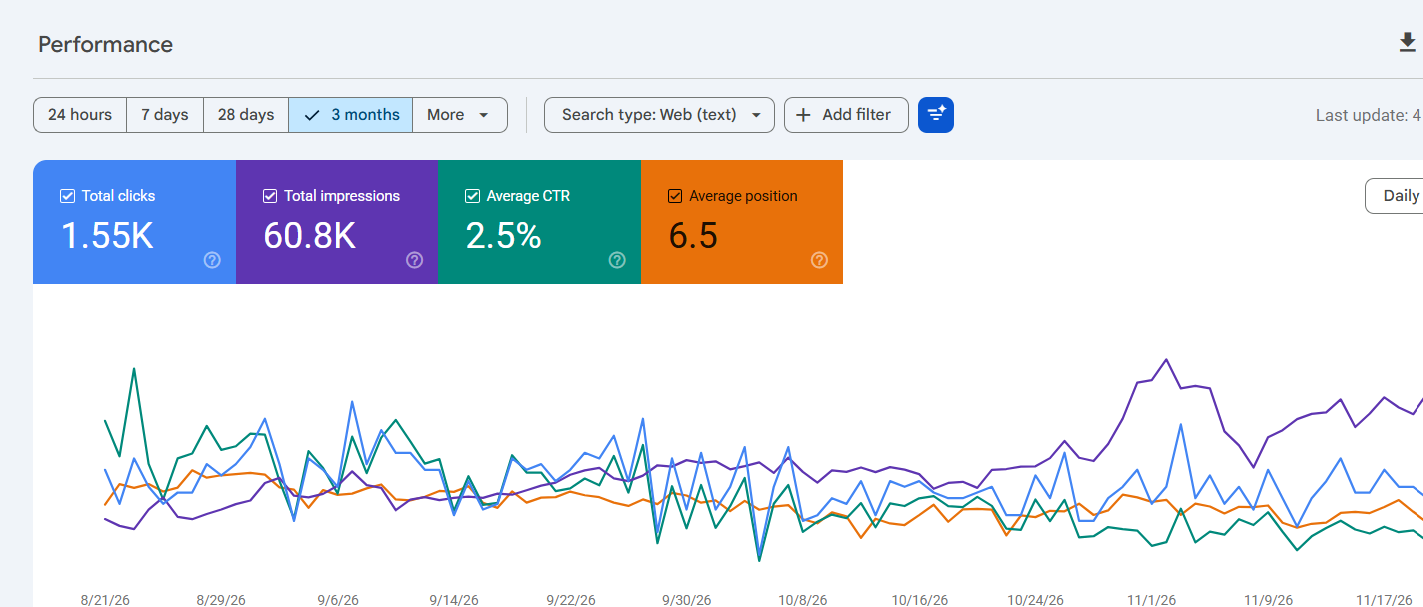 Performance
24 hours 7 days 28 days 3 months More Search type: Web (text) Add filter Last update: 4
Total clicks Total impressions Average CTR Average position
Daily
1.55K 60.8K 2.5% 6.5
8/21/26 8/29/26 9/6/26 9/14/26 9/22/26 9/30/26 10/8/26 10/16/26 10/24/26 11/1/26 11/9/26 11/17/26